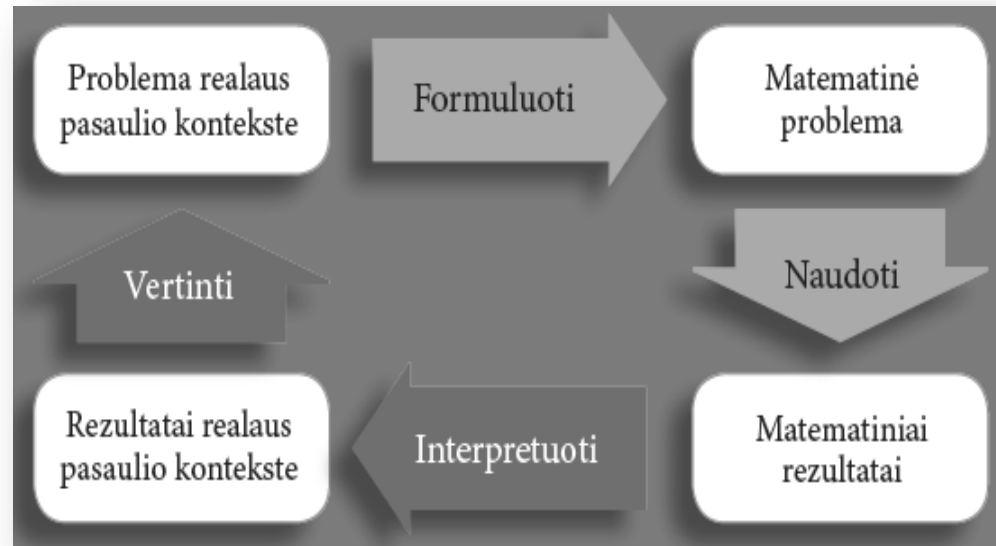 Problema realaus
pasaulio kontekste
Formuluoti
Matematinė
problema
Vertinti
Naudoti
Rezultatai realaus
pasaulio kontekste
Interpretuoti
Matematiniai
rezultatai